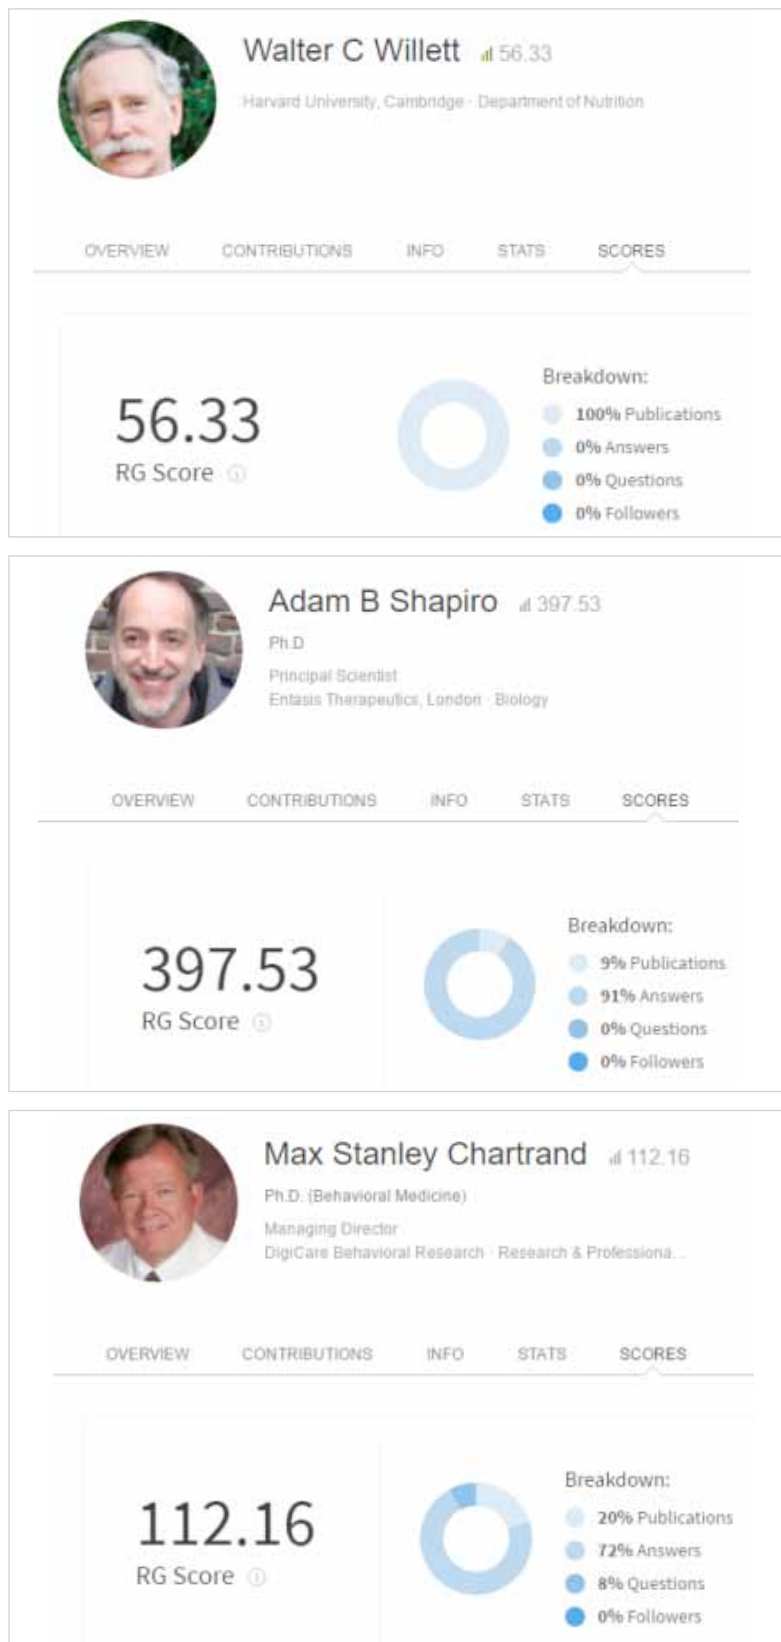 Walter C Willett 56.33
Harvard University, Cambridge · Department of Nutrition
OVERVIEW CONTRIBUTIONS INFO STATS SCORES
56.33
RG Score
Breakdown:
100% Publications
0% Answers
0% Questions
0% Followers
Adam B Shapiro 397.53
Ph.D
Principal Scientist
Entasis Therapeutics, London · Biology
OVERVIEW CONTRIBUTIONS INFO STATS SCORES
397.53
RG Score
Breakdown:
9% Publications
91% Answers
0% Questions
0% Followers
Max Stanley Chartrand 112.16
Ph.D. (Behavioral Medicine)
Managing Director
DigiCare Behavioral Research · Research & Professiona...
OVERVIEW CONTRIBUTIONS INFO STATS SCORES
112.16
RG Score
Breakdown:
20% Publications
72% Answers
8% Questions
0% Followers